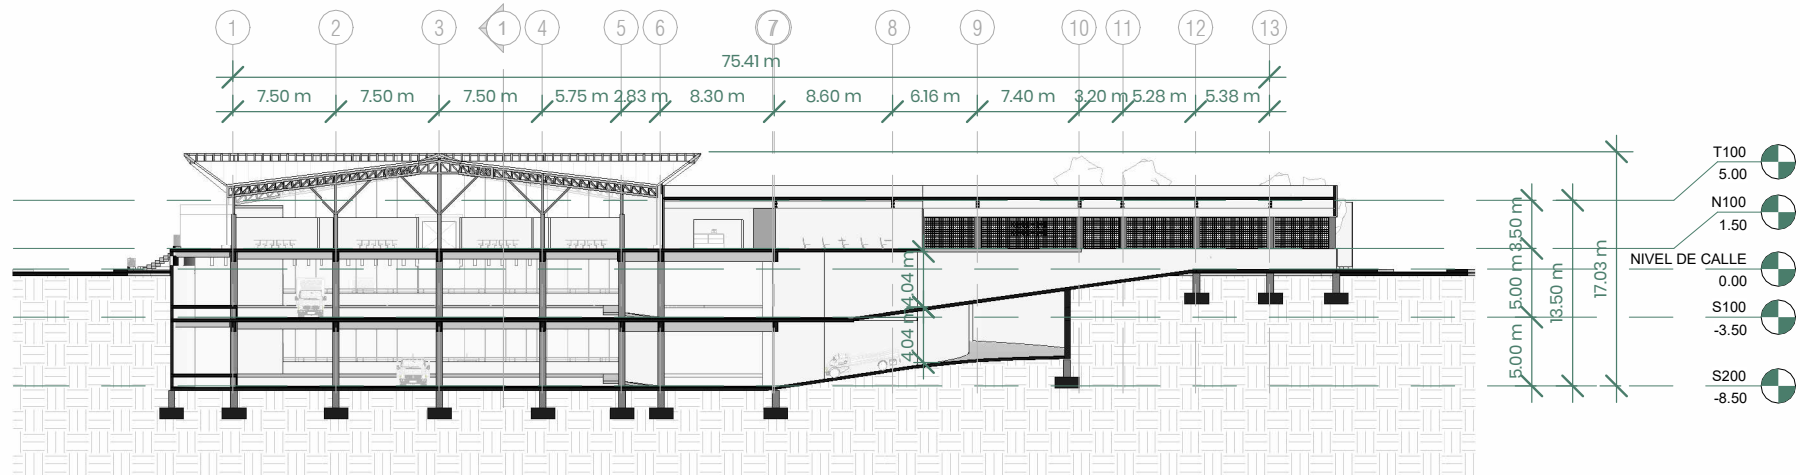 1 2 3 1 4 5 6 7 8 9 10 11 12 13
75.41 m
7.50 m 7.50 m 7.50 m 5.75 m 2.83 m 8.30 m 8.60 m 6.16 m 7.40 m 3.20 m 5.28 m 5.38 m
T100
5.00
N100
1.50
NIVEL DE CALLE
0.00
S100
-3.50
S200
-8.50
4.04 m
4.04 m
3.50 m
5.00 m
5.00 m
13.50 m
17.03 m